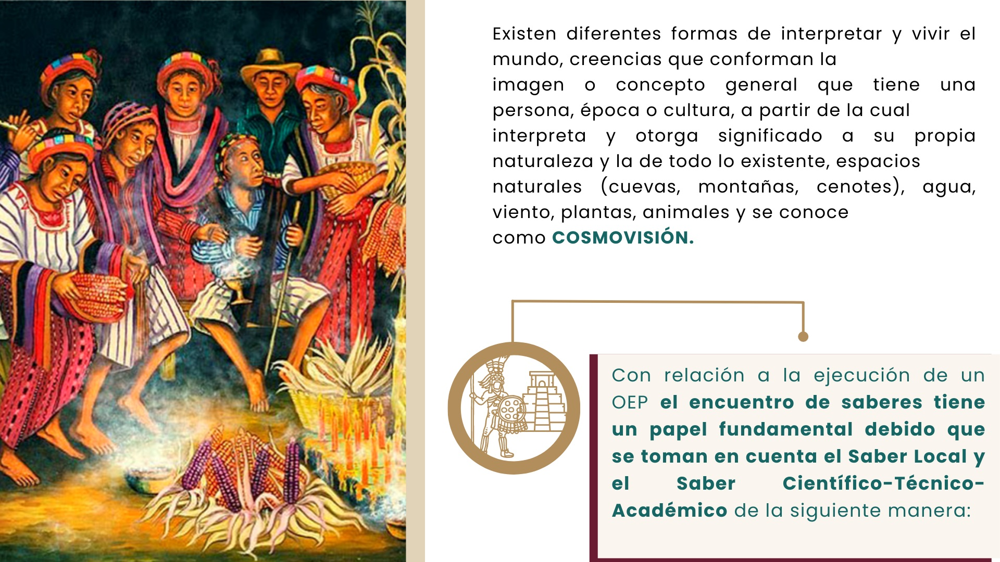 Existen diferentes formas de interpretar y vivir el
mundo, creencias que conforman la
imagen o concepto general que tiene una
persona, época o cultura, a partir de la cual
interpreta y otorga significado a su propia
naturaleza y la de todo lo existente, espacios
naturales (cuevas, montañas, cenotes), agua,
viento, plantas, animales y se conoce
como COSMOVISIÓN.
Con relación a la ejecución de un
OEP el encuentro de saberes tiene
un papel fundamental debido que
se toman en cuenta el Saber Local y
el Saber Científico-Técnico-
Académico de la siguiente manera: